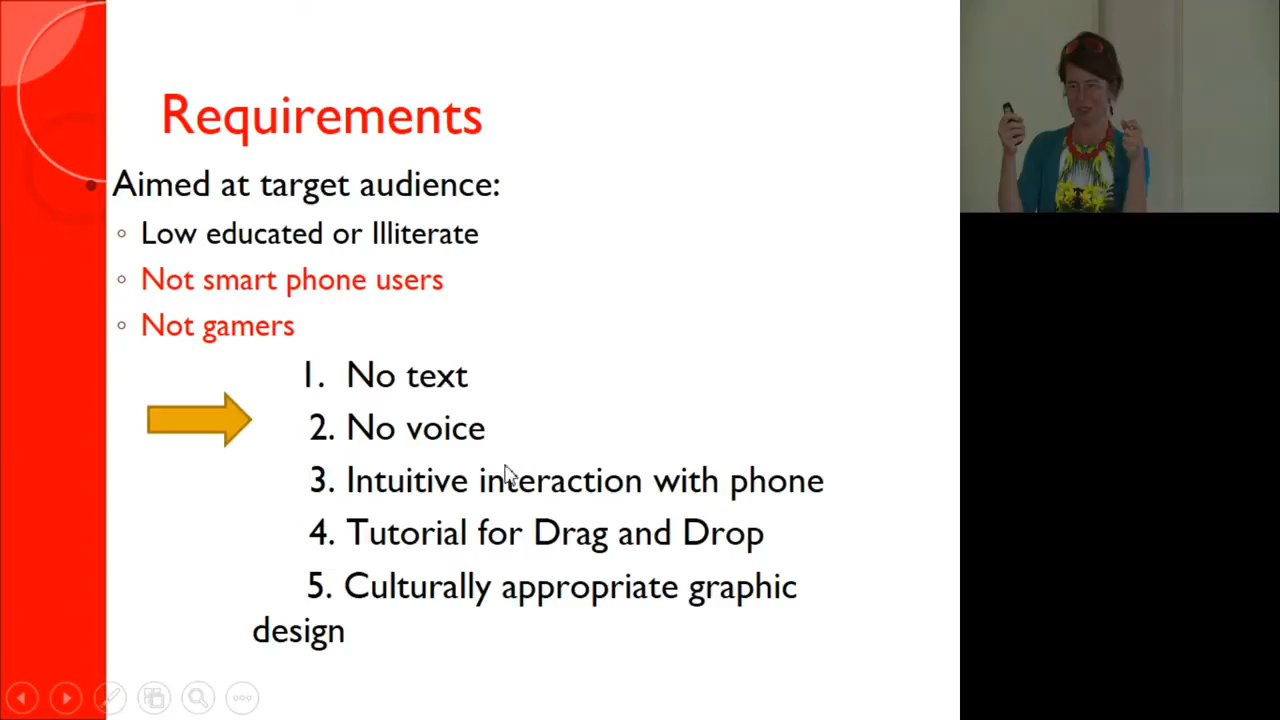 Requirements
• Aimed at target audience:
◦ Low educated or Illiterate
◦ Not smart phone users
◦ Not gamers
1. No text
2. No voice
3. Intuitive interaction with phone
4. Tutorial for Drag and Drop
5. Culturally appropriate graphic
design